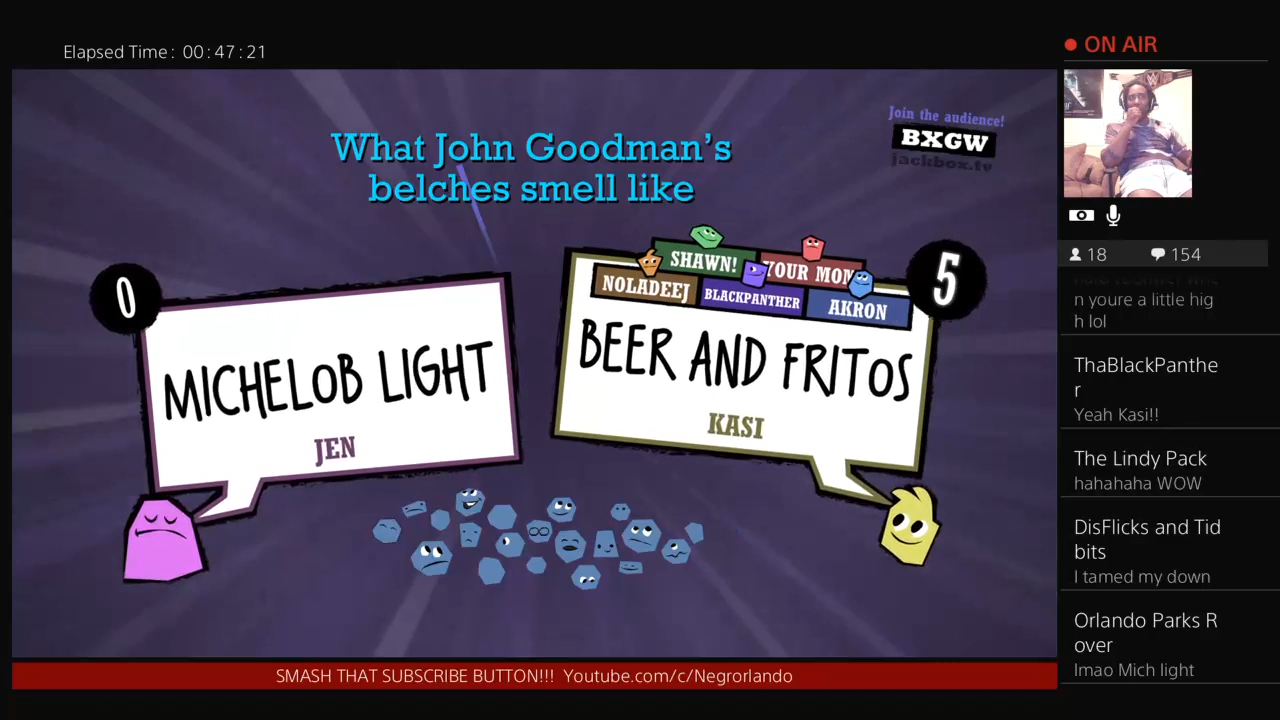 Elapsed Time: 00:47:21
ON AIR
What John Goodman's
belches smell like
Join the audience!
BXGW
jackbox.tv
0
MICHELOB LIGHT
JEN
SHAWN!
YOUR MOM
NOLADEEJ
BLACKPANTHER
AKRON
5
BEER AND FRITOS
KASI
18
154
n youre a little hig
h lol
ThaBlackPanthe
r
Yeah Kasi!!
The Lindy Pack
hahahaha WOW
DisFlicks and Tid
bits
I tamed my down
Orlando Parks R
over
lmao Mich light
SMASH THAT SUBSCRIBE BUTTON!!! Youtube.com/c/Negrorlando